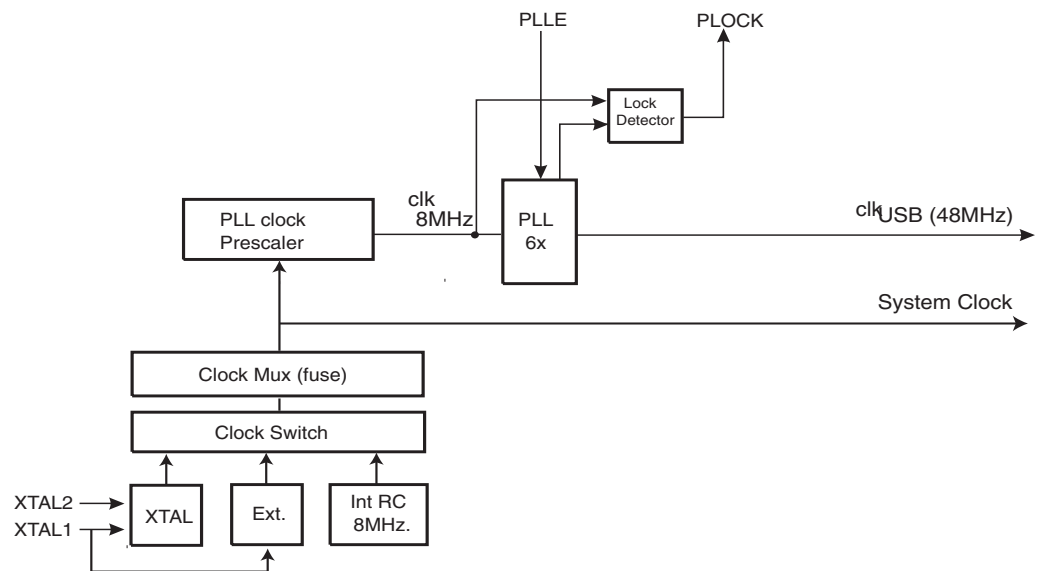 PLLE
PLOCK
Lock
Detector
clk
8MHz
PLL clock
Prescaler
PLL
6x
clkUSB (48MHz)
System Clock
Clock Mux (fuse)
Clock Switch
XTAL2
XTAL1
XTAL
Ext.
Int RC
8MHz.